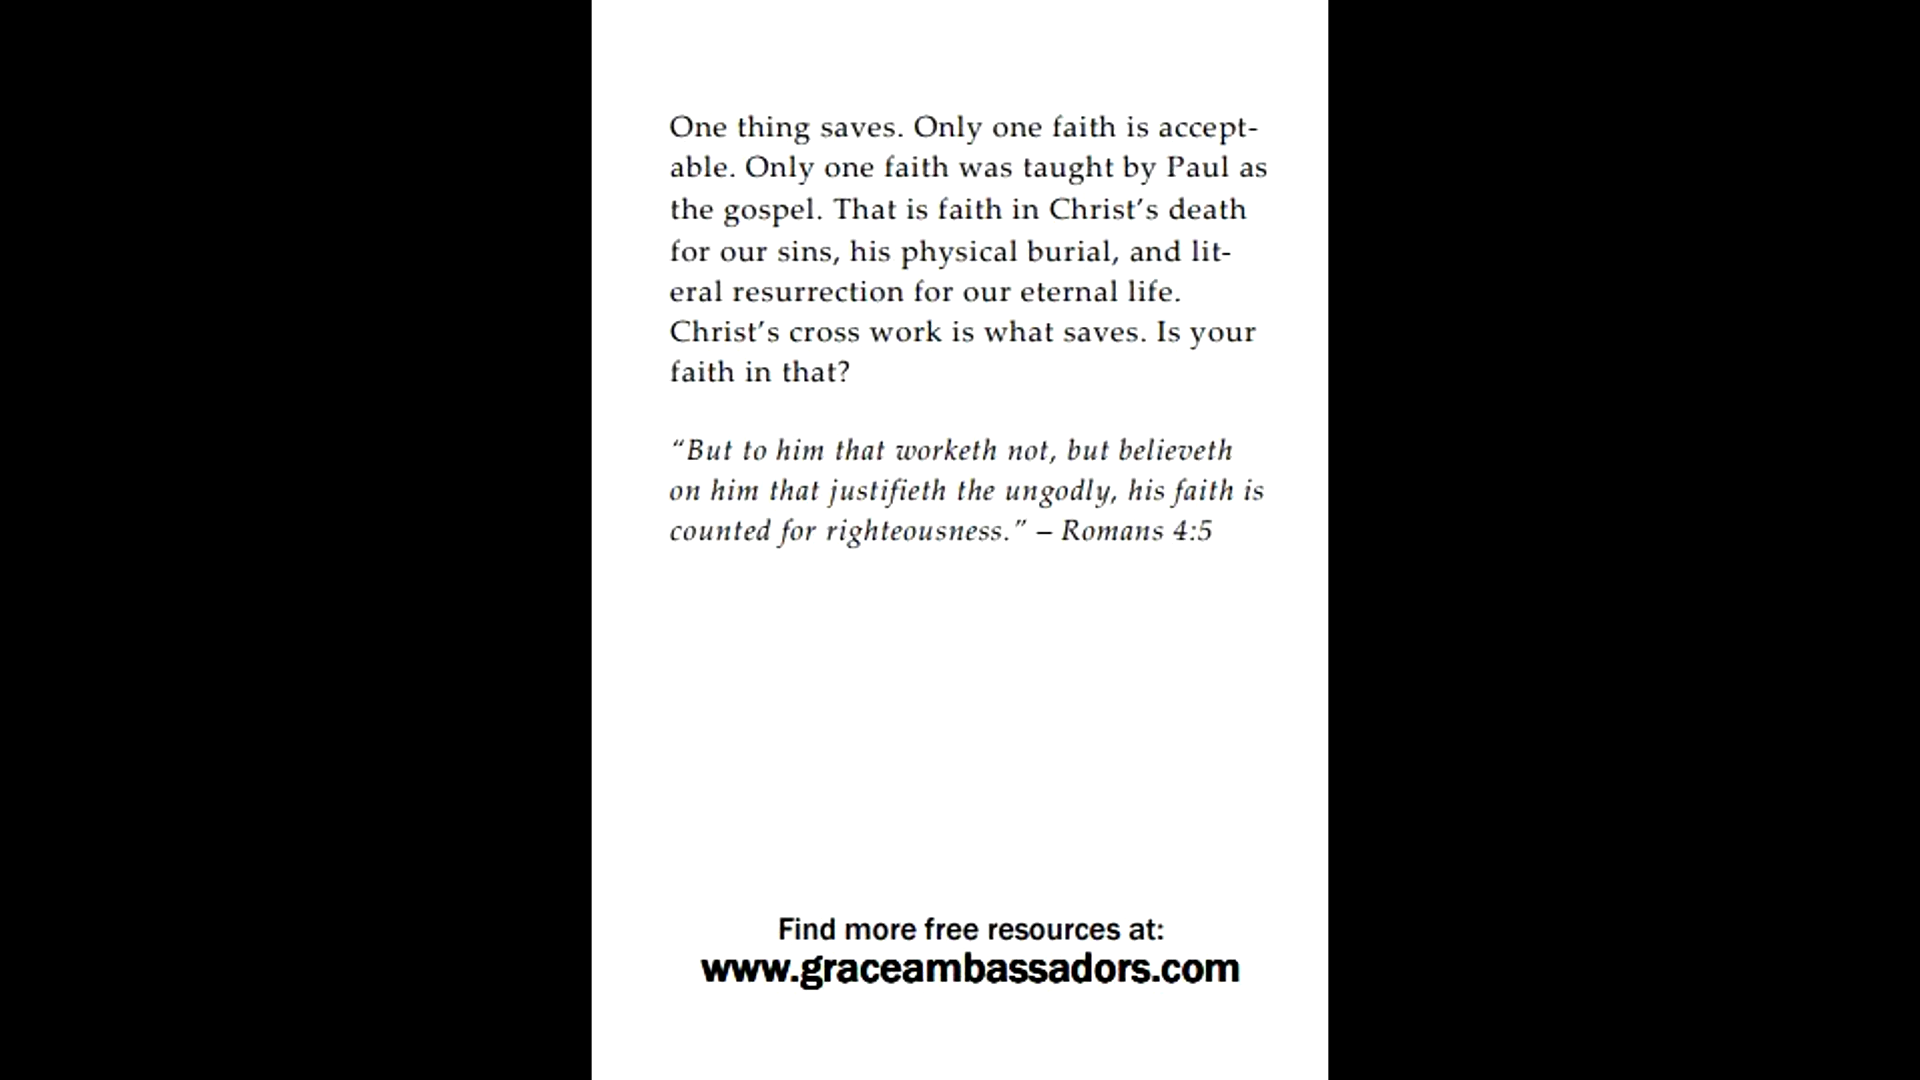 One thing saves. Only one faith is accept-
able. Only one faith was taught by Paul as
the gospel. That is faith in Christ’s death
for our sins, his physical burial, and lit-
eral resurrection for our eternal life.
Christ’s cross work is what saves. Is your
faith in that?
“But to him that worketh not, but believeth
on him that justifieth the ungodly, his faith is
counted for righteousness.” – Romans 4:5
Find more free resources at:
www.graceambassadors.com